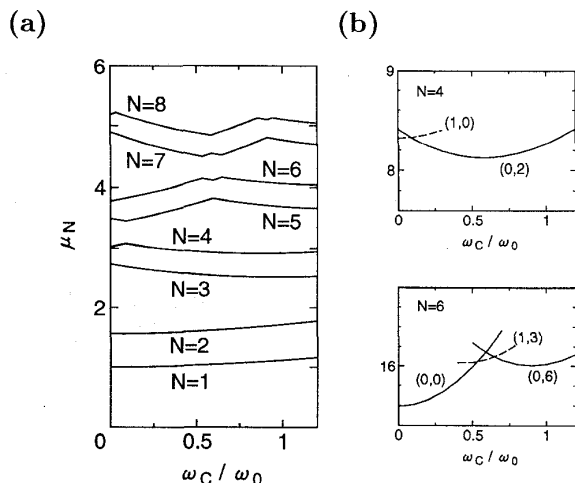 (a)
6
N=8
N=7
N=6
4
N=5
μN
N=4
N=3
2
N=2
N=1
0
0 0.5 1
ωC / ω0
(b)
9
N=4
(1,0)
8
(0,2)
0 0.5 1
ωC / ω0
N=6
(1,3)
16
(0,0)
(0,6)
0 0.5 1
ωC / ω0